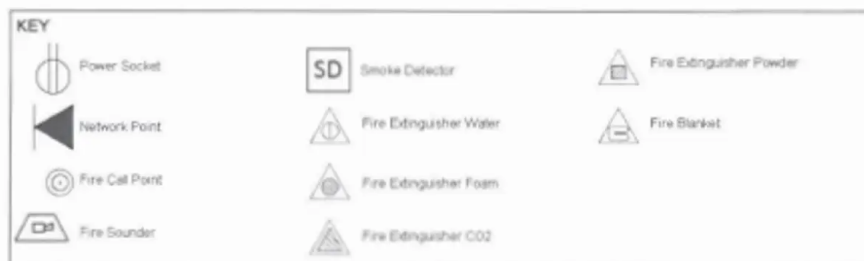 KEY
Power Socket
Network Point
Fire Call Point
Fire Sounder
SD
Smoke Detector
Fire Extinguisher Water
Fire Extinguisher Foam
Fire Extinguisher CO2
Fire Extinguisher Powder
Fire Blanket